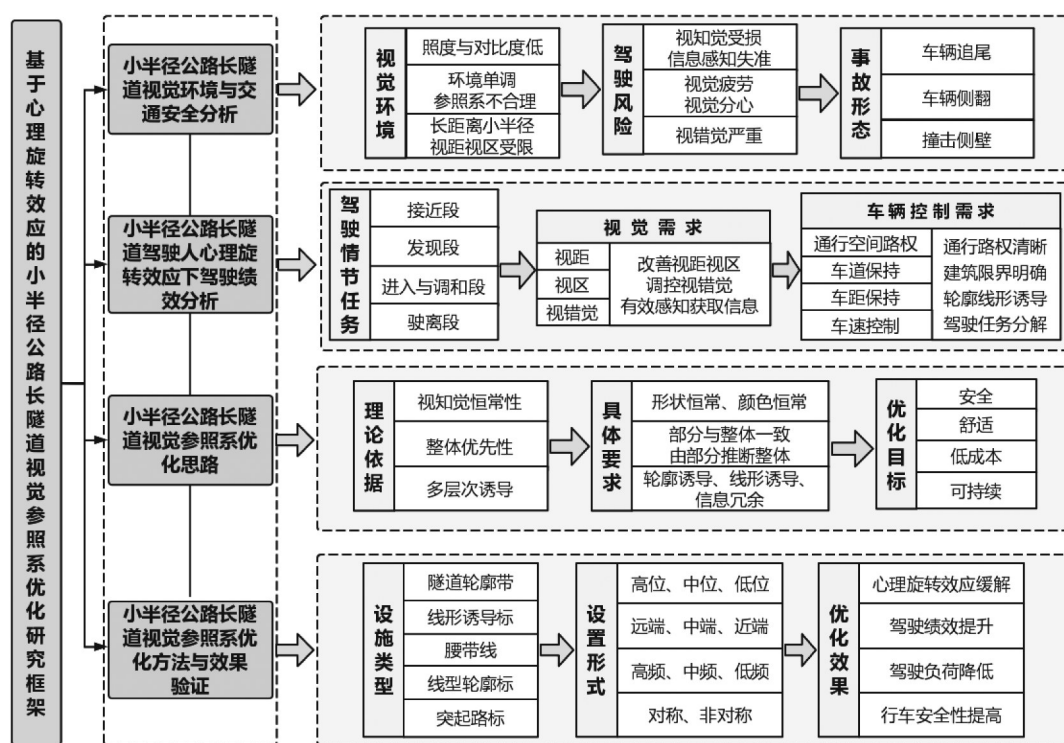 基于心理旋转效应的小半径公路长隧道视觉参照系优化研究框架
小半径公路长隧
道视觉环境与交
通安全分析
视觉环境
照度与对比度低
环境单调
参照系不合理
长距离小半径
视距视区受限
驾驶风险
视知觉受损
信息感知失准
视觉疲劳
视觉分心
视错觉严重
事故形态
车辆追尾
车辆侧翻
撞击侧壁
小半径公路长隧
道驾驶人心理旋
转效应下驾驶绩
效分析
驾驶情节任务
接近段
发现段
进入与调和段
驶离段
视觉需求
视距
视区
视错觉
改善视距视区
调控视错觉
有效感知获取信息
车辆控制需求
通行空间路权
车道保持
车距保持
车速控制
通行路权清晰
建筑限界明确
轮廓线形诱导
驾驶任务分解
小半径公路长隧
道视觉参照系优
化思路
理论依据
视知觉恒常性
整体优先性
多层次诱导
具体要求
形状恒常、颜色恒常
部分与整体一致
由部分推断整体
轮廓诱导、线形诱导、
信息冗余
优化目标
安全
舒适
低成本
可持续
小半径公路长隧
道视觉参照系优
化方法与效果
验证
设施类型
隧道轮廓带
线形诱导标
腰带线
线型轮廓标
突起路标
设置形式
高位、中位、低位
远端、中端、近端
高频、中频、低频
对称、非对称
优化效果
心理旋转效应缓解
驾驶绩效提升
驾驶负荷降低
行车安全性提高